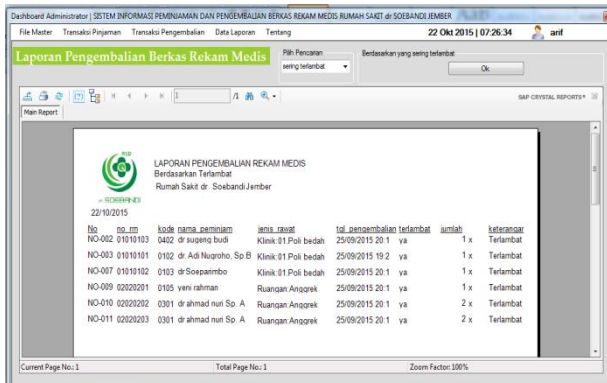 Dashboard Administrator | SISTEM INFORMASI PEMINJAMAN DAN PENGEMBALIAN BERKAS REKAM MEDIS RUMAH SAKIT dr SOEBANDI JEMBER
File Master Transaksi Pinjaman Transaksi Pengembalian Data Laporan Tentang 22 Okt 2015 | 07:26:34 arif
Laporan Pengembalian Berkas Rekam Medis
Pilih Pencarian
sering terlambat
Berdasarkan yang sering terlambat
Ok
1 /1 SAP CRYSTAL REPORTS®
Main Report
LAPORAN PENGEMBALIAN REKAM MEDIS
Berdasarkan Terlambat
Rumah Sakit dr. Soebandi Jember
RSD
dr. SOEBANDI
22/10/2015
No no_rm kode nama_peminjam jenis_rawat tgl_pengembalian terlambat jumlah keterangan
NO-002 01010103 0402 dr sugeng budi Klinik:01.Poli bedah 25/09/2015 20:1 ya 1 x Terlambat
NO-003 01010101 0102 dr. Adi Nugroho, Sp.B Klinik:01.Poli bedah 25/09/2015 19:2 ya 1 x Terlambat
NO-007 01010102 0103 dr Soeparimbo Klinik:01.Poli bedah 25/09/2015 20:1 ya 1 x Terlambat
NO-009 02020201 0105 yeni rahman Ruangan:Anggrek 25/09/2015 20:1 ya 1 x Terlambat
NO-010 02020202 0301 dr ahmad nuri Sp. A Ruangan:Anggrek 25/09/2015 20:1 ya 2 x Terlambat
NO-011 02020203 0301 dr ahmad nuri Sp. A Ruangan:Anggrek 25/09/2015 20:1 ya 2 x Terlambat
Current Page No.: 1 Total Page No.: 1 Zoom Factor: 100%